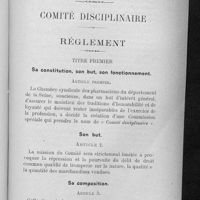 COMITÉ DISCIPLINAIRE
RÉGLEMENT
TITRE PREMIER
Sa constitution, son but, son fonctionnement.
ARTICLE PREMIER.
La Chambre syndicale des pharmaciens du département
de la Seine, soucieuse, dans un but d'intérêt général,
d'assurer le maintien des traditions d'honorabilité et de
loyauté qui doivent rester inséparables de l'exercice de la
profession, a décidé la création d'une Commission
spéciale qui prendra le nom de « Comité disciplinaire ».
Son but.
ARTICLE 2.
La mission du Comité sera strictement limitée à pro-
voquer la répression et la poursuite du délit de droit
commun qualifié de tromperie sur la nature, la qualité ou
la quantité des marchandises vendues.
Sa composition.
ARTICLE 3.